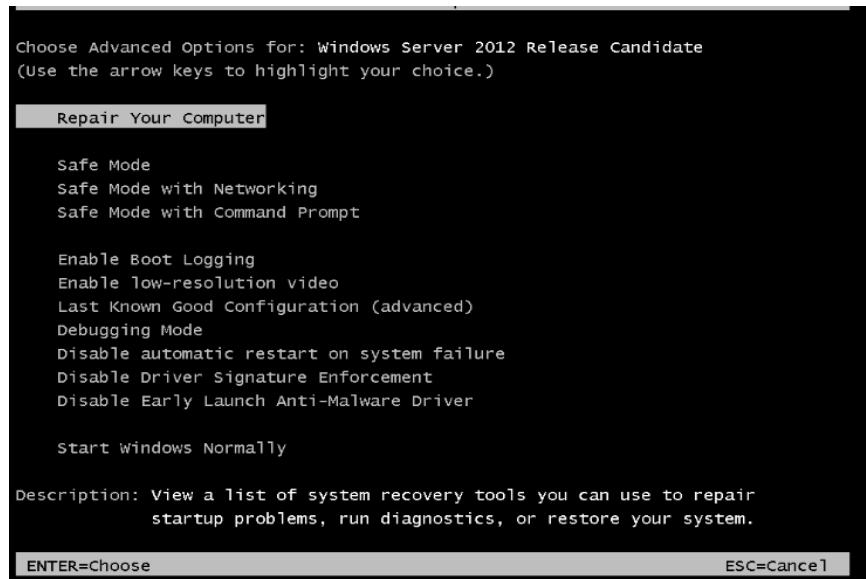 Choose Advanced Options for: Windows Server 2012 Release Candidate
(Use the arrow keys to highlight your choice.)
Repair Your Computer
Safe Mode
Safe Mode with Networking
Safe Mode with Command Prompt
Enable Boot Logging
Enable low-resolution video
Last Known Good Configuration (advanced)
Debugging Mode
Disable automatic restart on system failure
Disable Driver Signature Enforcement
Disable Early Launch Anti-Malware Driver
Start Windows Normally
Description: View a list of system recovery tools you can use to repair
startup problems, run diagnostics, or restore your system.
ENTER=Choose ESC=Cancel